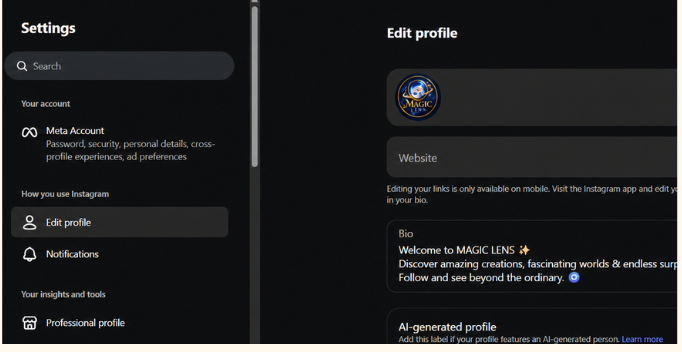 Settings
Search
Your account
Meta Account
Password, security, personal details, cross-
profile experiences, ad preferences
How you use Instagram
Edit profile
Notifications
Your insights and tools
Professional profile
Edit profile
MAGIC
LENS
Website
Editing your links is only available on mobile. Visit the Instagram app and edit
in your bio.
Bio
Welcome to MAGIC LENS ✨
Discover amazing creations, fascinating worlds & endless
Follow and see beyond the ordinary. 🧿
AI-generated profile
Add this label if your profile features an AI-generated person. Learn more